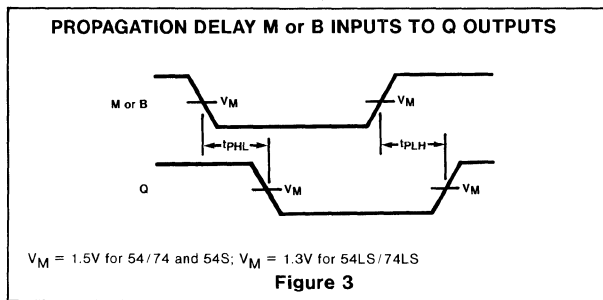 PROPAGATION DELAY M or B INPUTS TO Q OUTPUTS
M or B
VM
VM
tPHL
tPLH
Q
VM
VM
VM = 1.5V for 54/74 and 54S; VM = 1.3V for 54LS/74LS
Figure 3